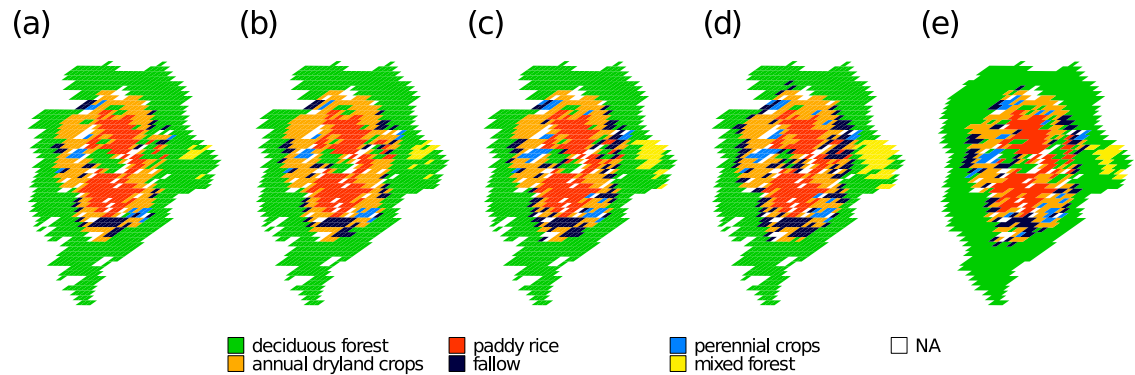 (a) (b) (c) (d) (e)
deciduous forest paddy rice perennial crops NA
annual dryland crops fallow mixed forest